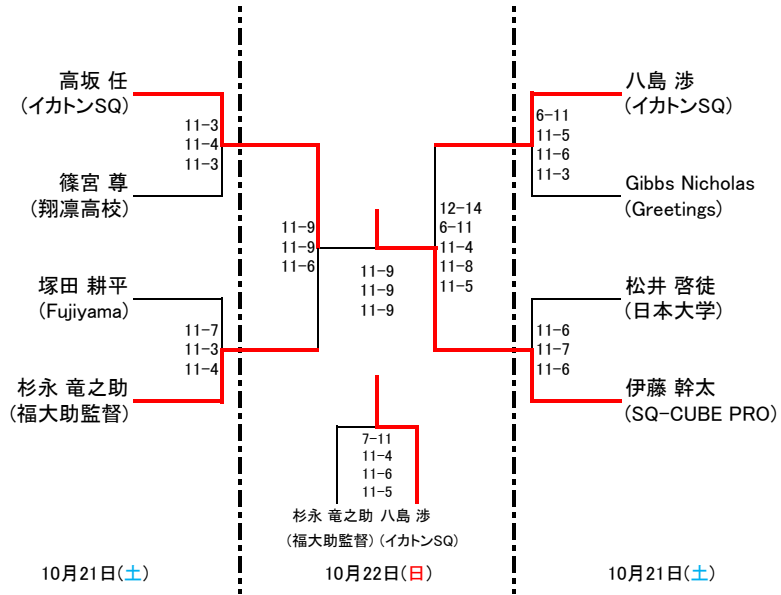 高坂 任
(イカトンSQ)
11-3
11-4
11-3
篠宮 尊
(翔凛高校)
塚田 耕平
(Fujiyama)
11-7
11-3
11-4
杉永 竜之助
(福大助監督)
11-9
11-9
11-6
11-9
11-9
11-9
12-14
6-11
11-4
11-8
11-5
八島 渉
(イカトンSQ)
6-11
11-5
11-6
11-3
Gibbs Nicholas
(Greetings)
松井 啓徒
(日本大学)
11-6
11-7
11-6
伊藤 幹太
(SQ-CUBE PRO)
7-11
11-4
11-6
11-5
杉永 竜之助 八島 渉
(福大助監督) (イカトンSQ)
10月21日(土)
10月22日(日)
10月21日(土)